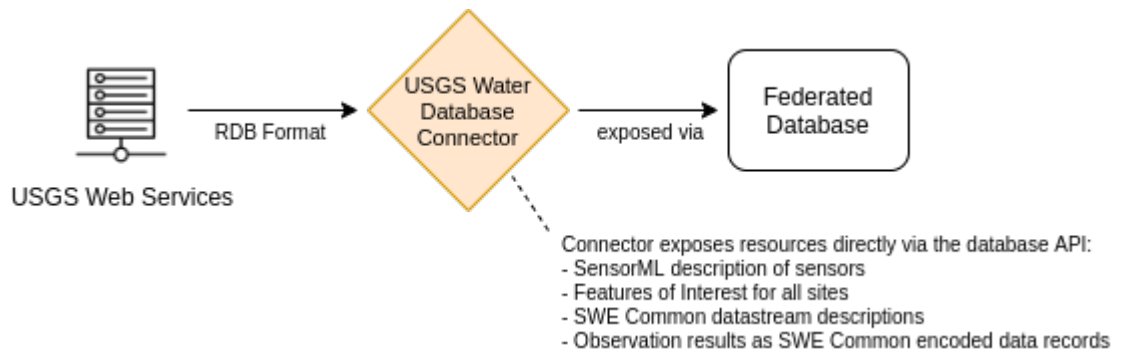 USGS Web Services
RDB Format
USGS Water
Database
Connector
exposed via
Federated
Database
Connector exposes resources directly via the database API:
- SensorML description of sensors
- Features of Interest for all sites
- SWE Common datastream descriptions
- Observation results as SWE Common encoded data records